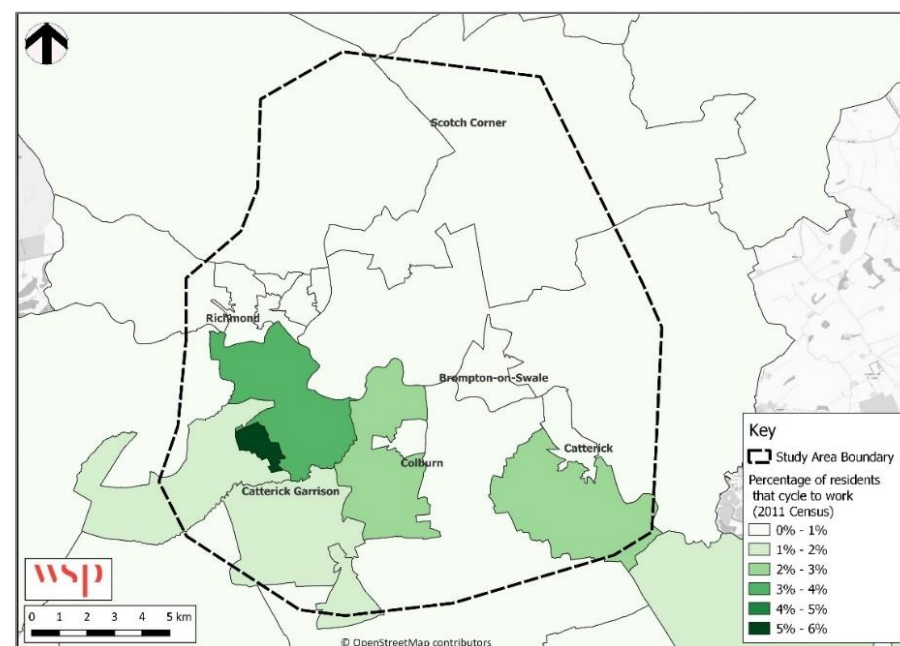 Scotch Corner
Richmond
Brompton-on-Swale
Catterick
Colburn
Catterick Garrison
Key
Study Area Boundary
Percentage of residents
that cycle to work
(2011 Census)
0% - 1%
1% - 2%
2% - 3%
3% - 4%
4% - 5%
5% - 6%
wsp
0 1 2 3 4 5 km
© OpenStreetMap contributors